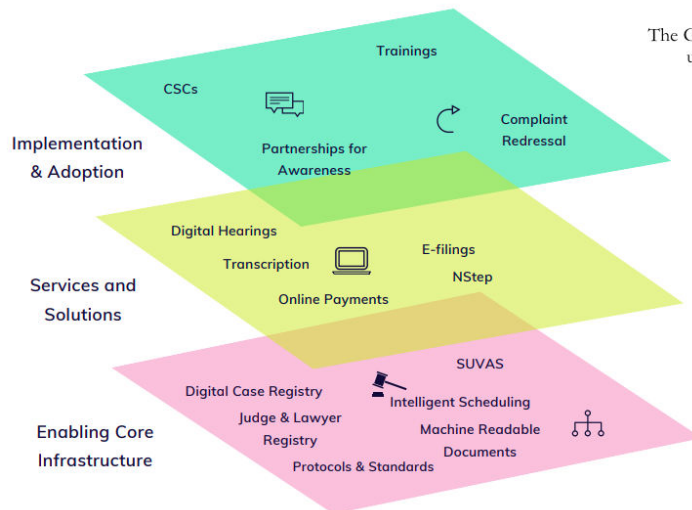 The C
u
Trainings
CSCs
Complaint
Redressal
Partnerships for
Awareness
Implementation
& Adoption
Digital Hearings
E-filings
Transcription
NStep
Online Payments
Services and
Solutions
SUVAS
Digital Case Registry
Intelligent Scheduling
Judge & Lawyer
Registry
Machine Readable
Documents
Protocols & Standards
Enabling Core
Infrastructure